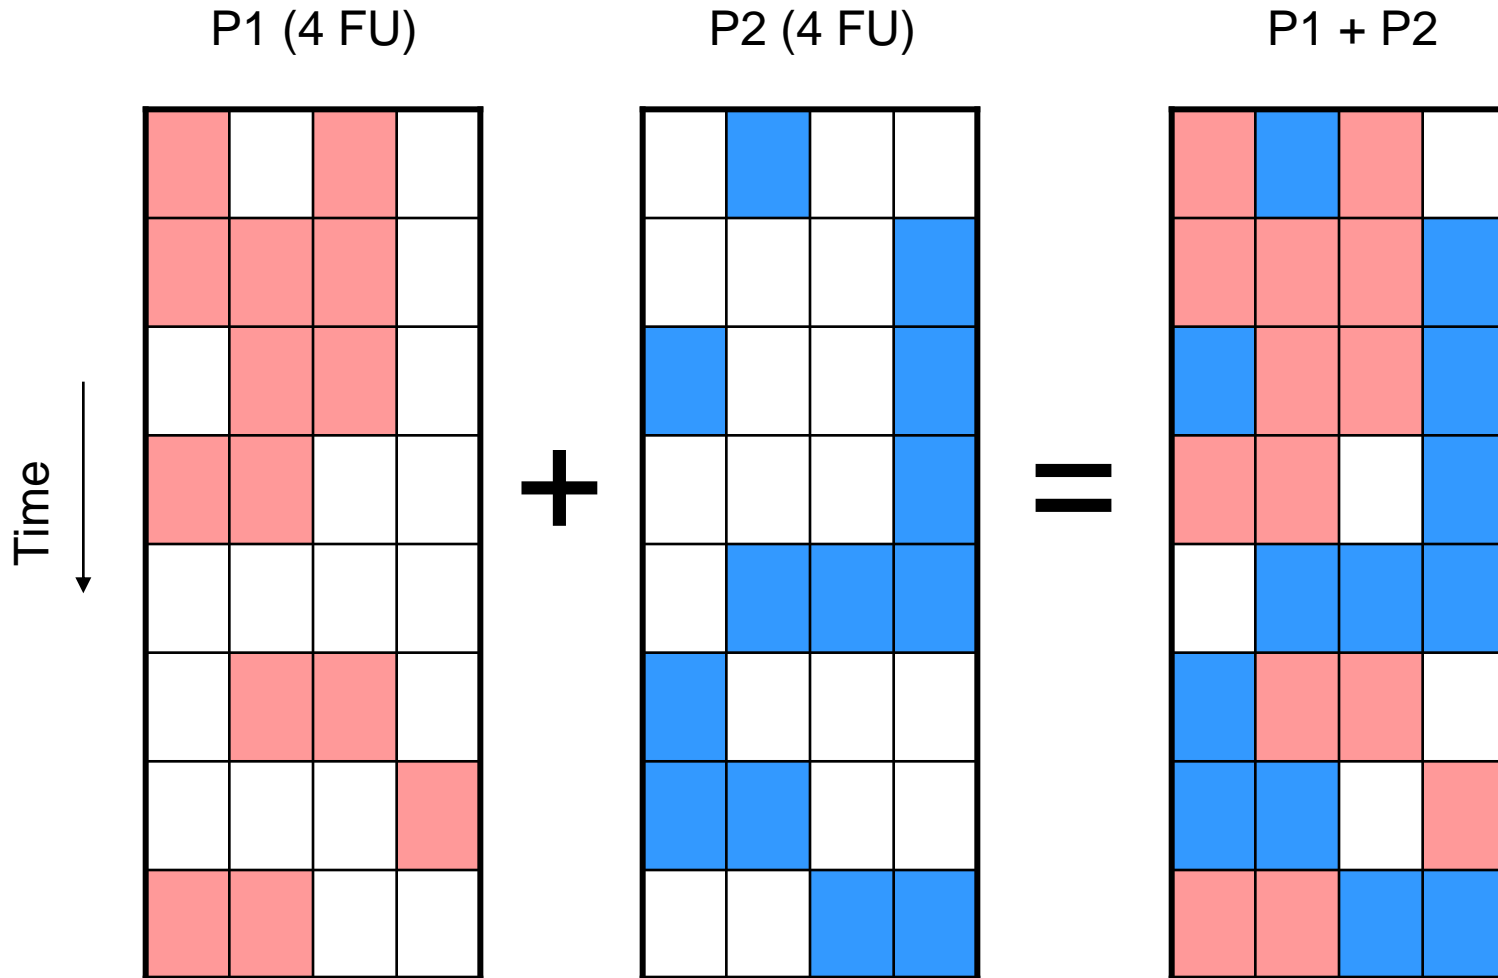 P1 (4 FU)
P2 (4 FU)
P1 + P2
Time
+
=